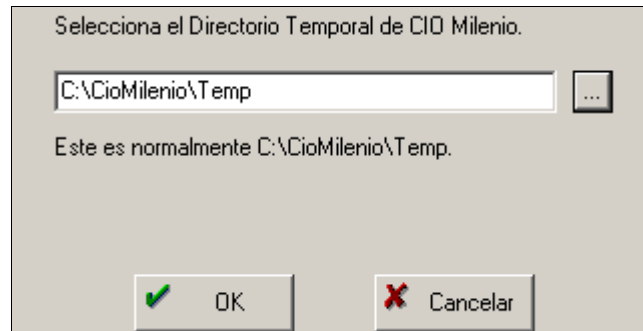 Selecciona el Directorio Temporal de CIO Milenio.
C:\CioMilenio\Temp
...
Este es normalmente C:\CioMilenio\Temp.
OK
Cancelar